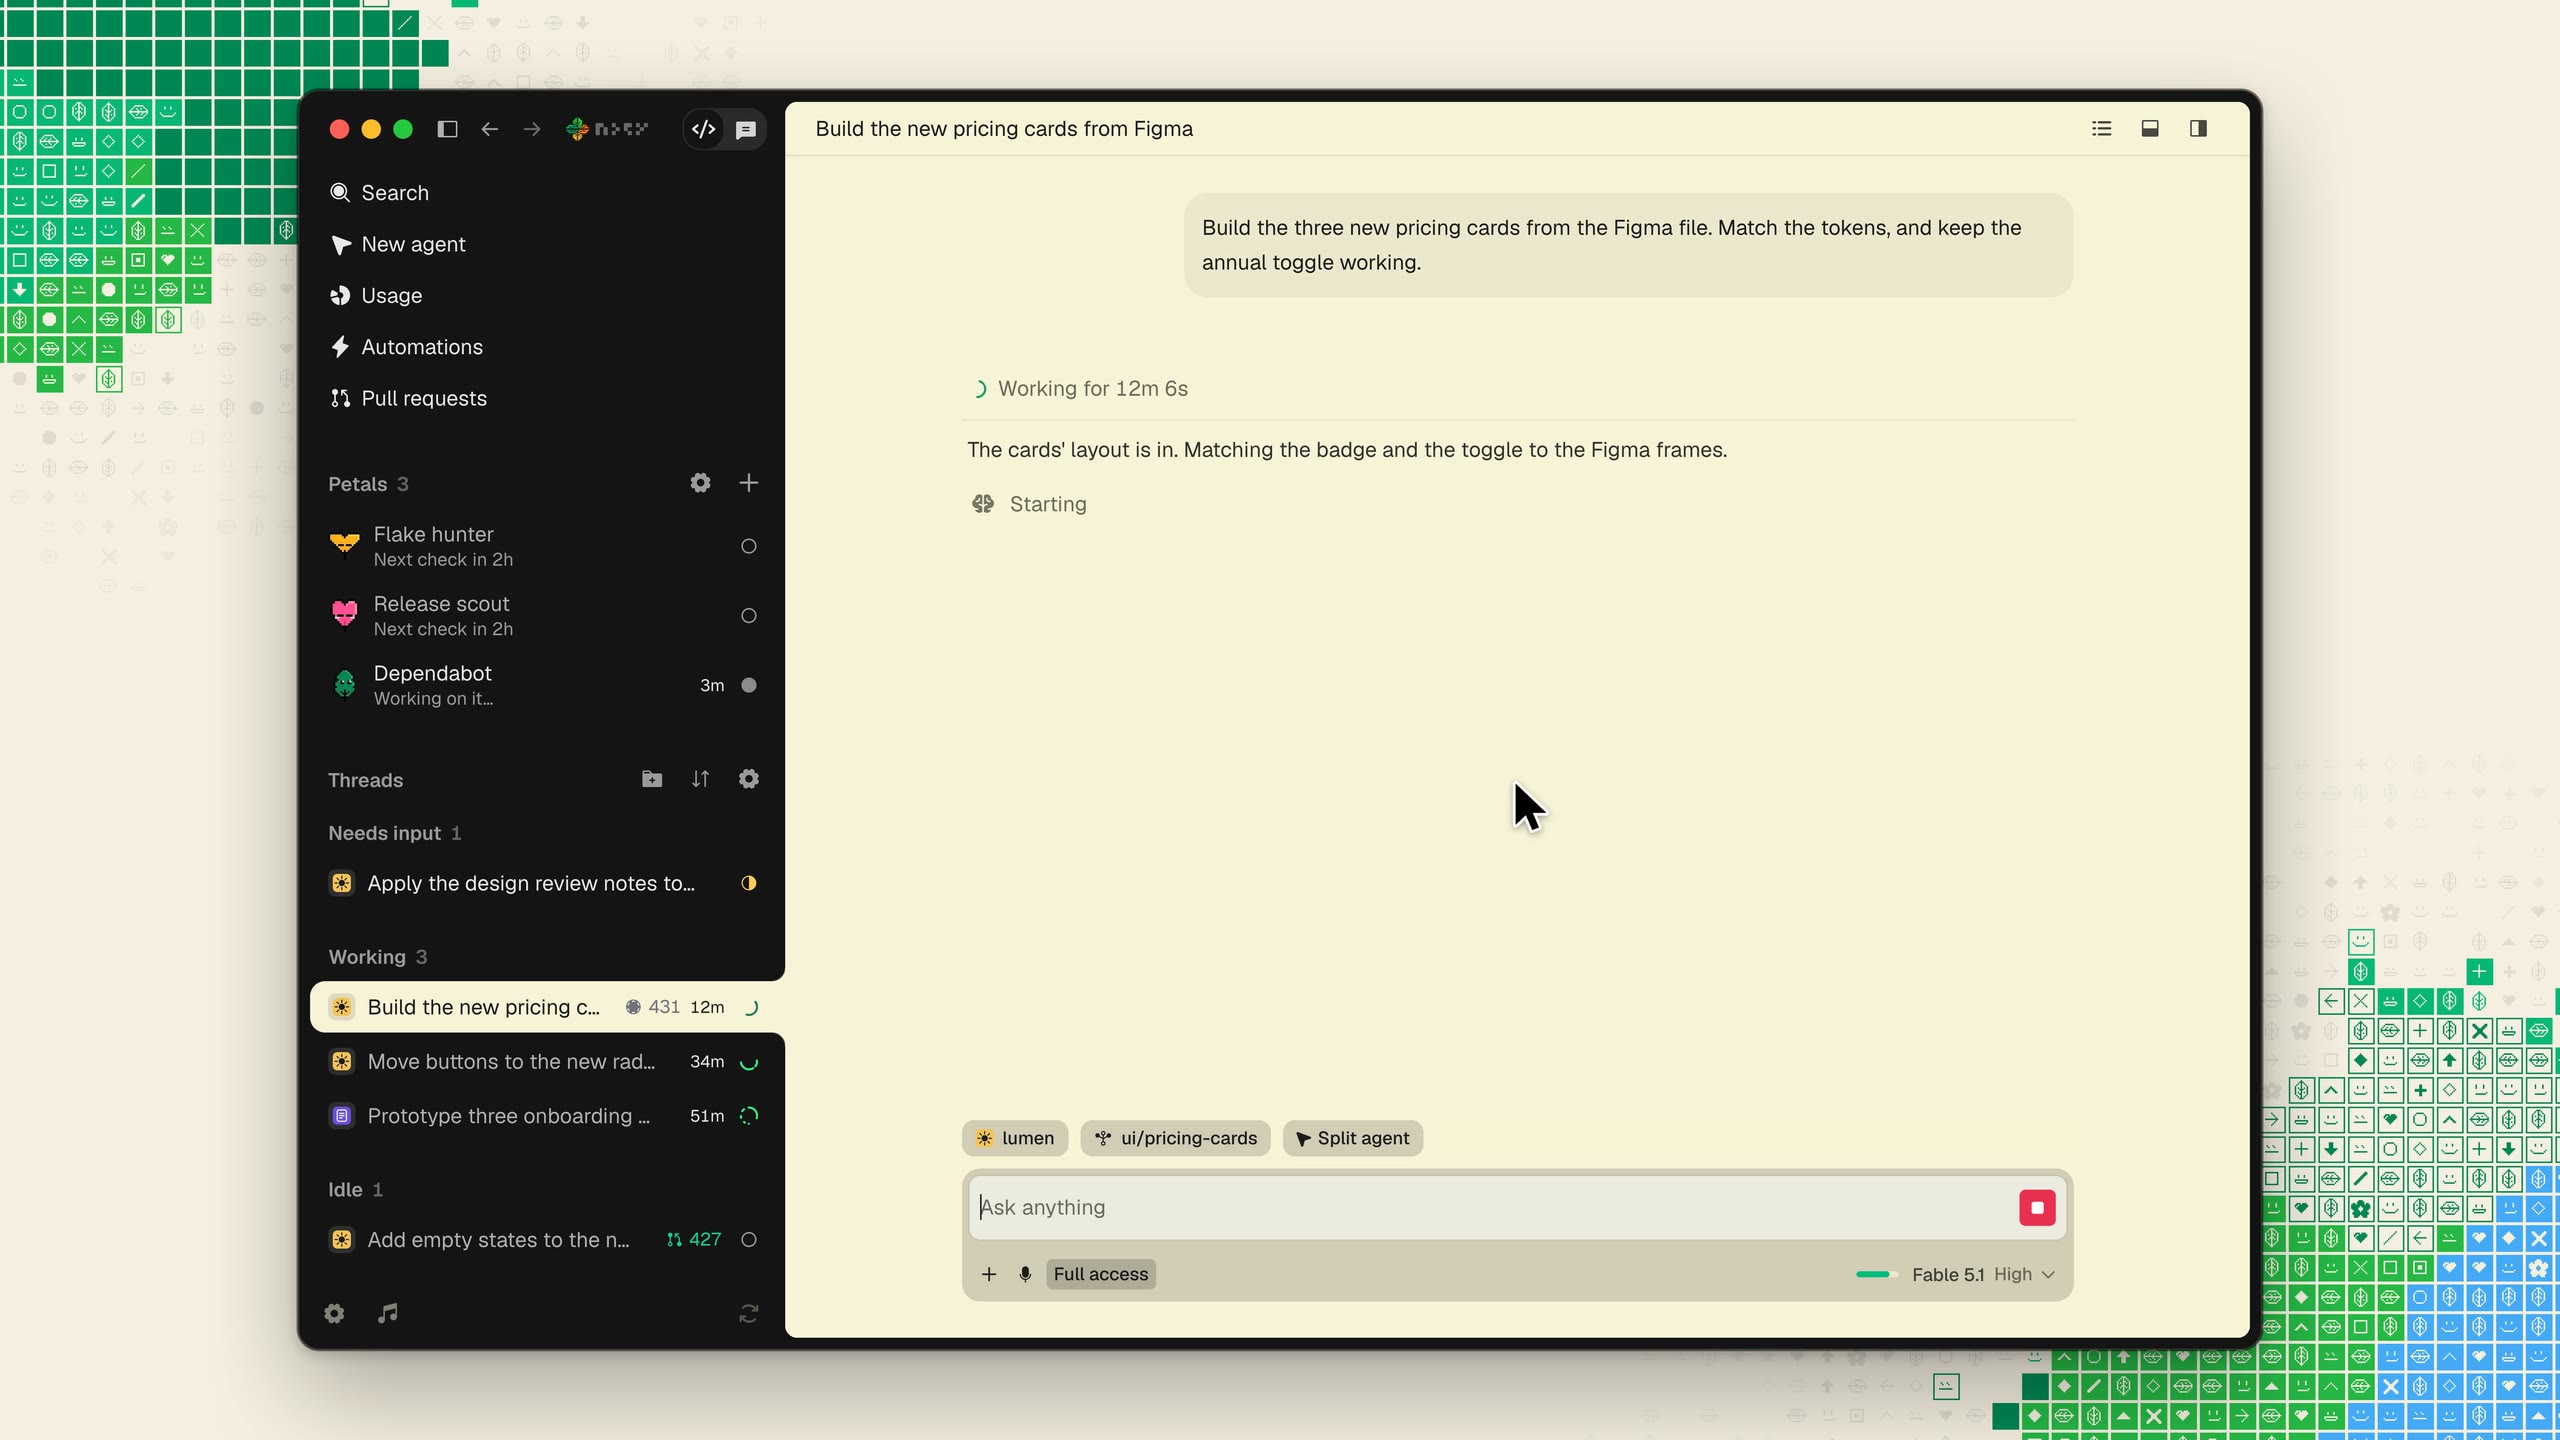 Build the new pricing cards from Figma
Search
New agent
Usage
Automations
Pull requests
Petals 3
Flake hunter
Next check in 2h
Release scout
Next check in 2h
Dependabot
Working on it…
3m
Threads
Needs input 1
Apply the design review notes to…
Working 3
Build the new pricing c… 431 12m
Move buttons to the new rad… 34m
Prototype three onboarding … 51m
Idle 1
Add empty states to the n… 427
Build the three new pricing cards from the Figma file. Match the tokens, and keep the
annual toggle working.
Working for 12m 6s
The cards' layout is in. Matching the badge and the toggle to the Figma frames.
Starting
lumen
ui/pricing-cards
Split agent
Ask anything
Full access
Fable 5.1 High